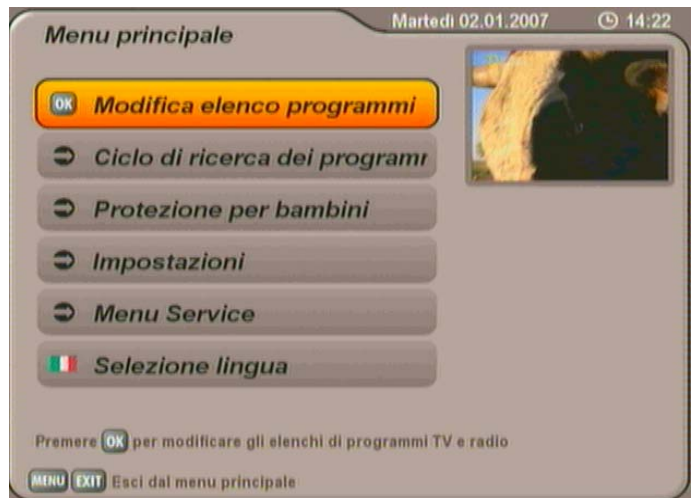 Martedì 02.01.2007 14:22
Menu principale
OK Modifica elenco programmi
Ciclo di ricerca dei programm
Protezione per bambini
Impostazioni
Menu Service
Selezione lingua
Premere OK per modificare gli elenchi di programmi TV e radio
MENU EXIT Esci dal menu principale